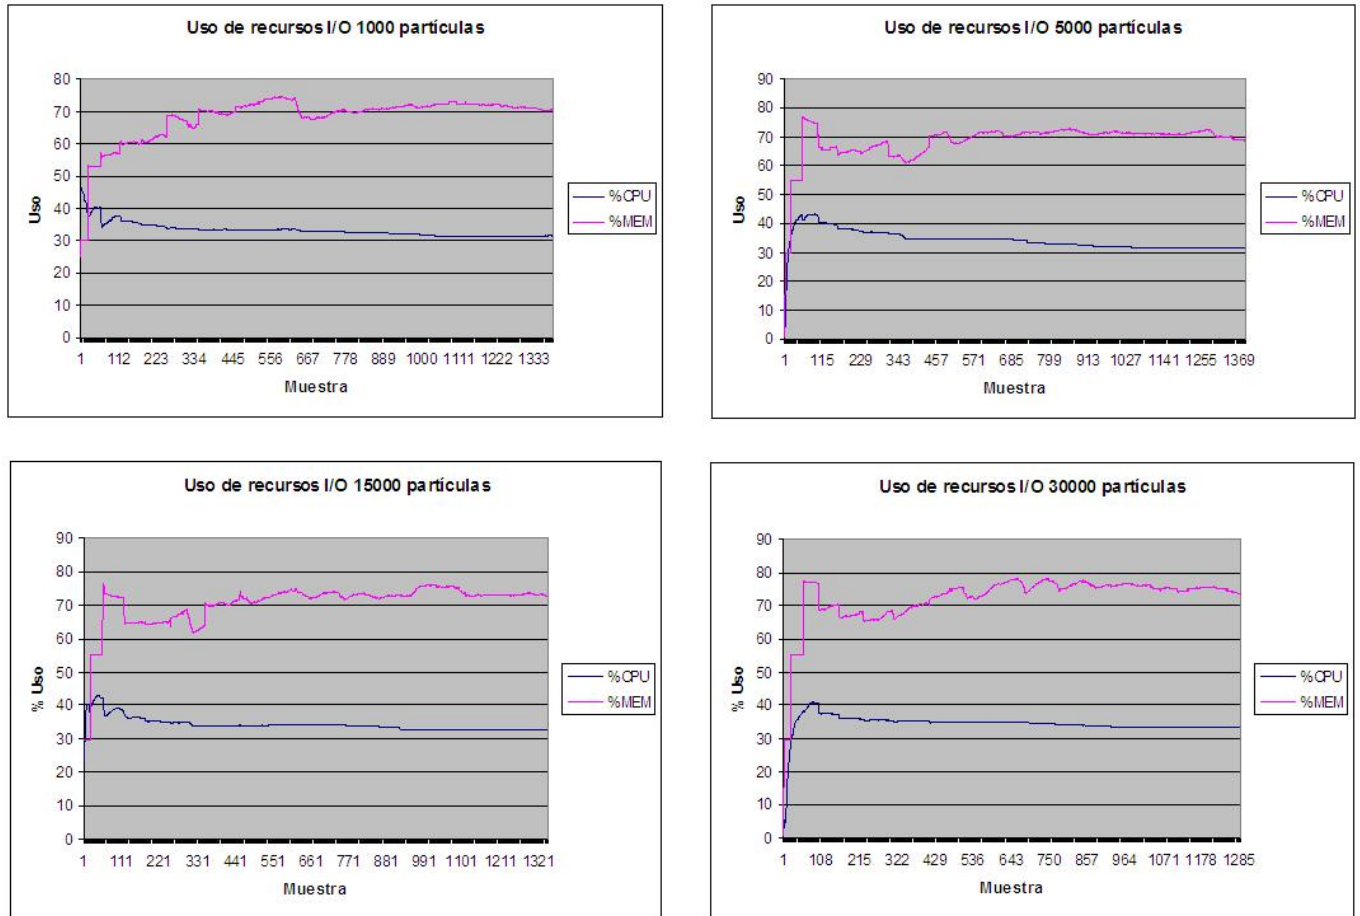 Uso de recursos I/O 1000 partículas
80
70
60
50
40
30
20
10
0
Uso
1 112 223 334 445 556 667 778 889 1000 1111 1222 1333
Muestra
%CPU
%MEM
Uso de recursos I/O 5000 partículas
90
80
70
60
50
40
30
20
10
0
Uso
1 115 229 343 457 571 685 799 913 1027 1141 1255 1369
Muestra
%CPU
%MEM
Uso de recursos I/O 15000 partículas
90
80
70
60
50
40
30
20
10
0
% Uso
1 111 221 331 441 551 661 771 881 991 1101 1211 1321
Muestra
%CPU
%MEM
Uso de recursos I/O 30000 partículas
90
80
70
60
50
40
30
20
10
0
% Uso
1 108 215 322 429 536 643 750 857 964 1071 1178 1285
Muestra
%CPU
%MEM